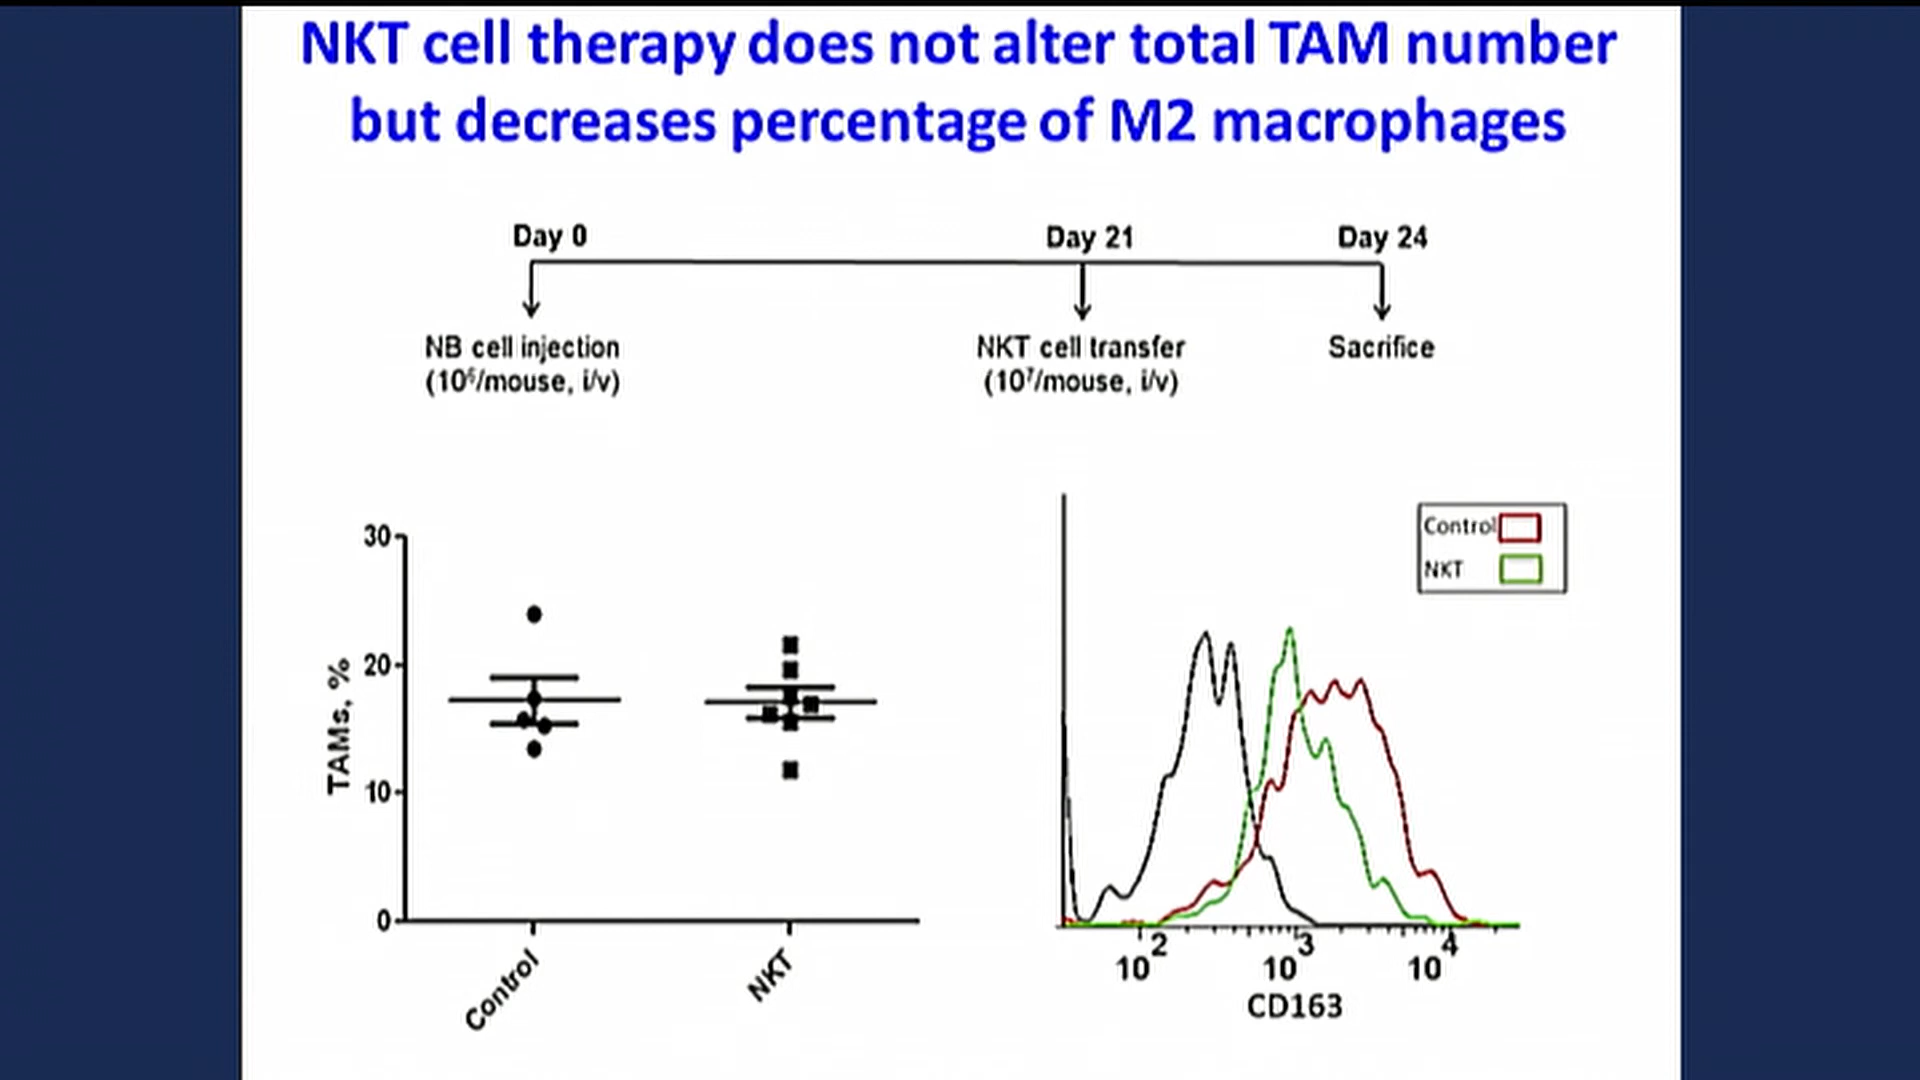 NKT cell therapy does not alter total TAM number
but decreases percentage of M2 macrophages
Day 0
Day 21
Day 24
NB cell injection
(10⁶/mouse, i/v)
NKT cell transfer
(10⁷/mouse, i/v)
Sacrifice
30
20
10
0
TAMs, %
Control
NKT
Control
NKT
10² 10³ 10⁴
CD163